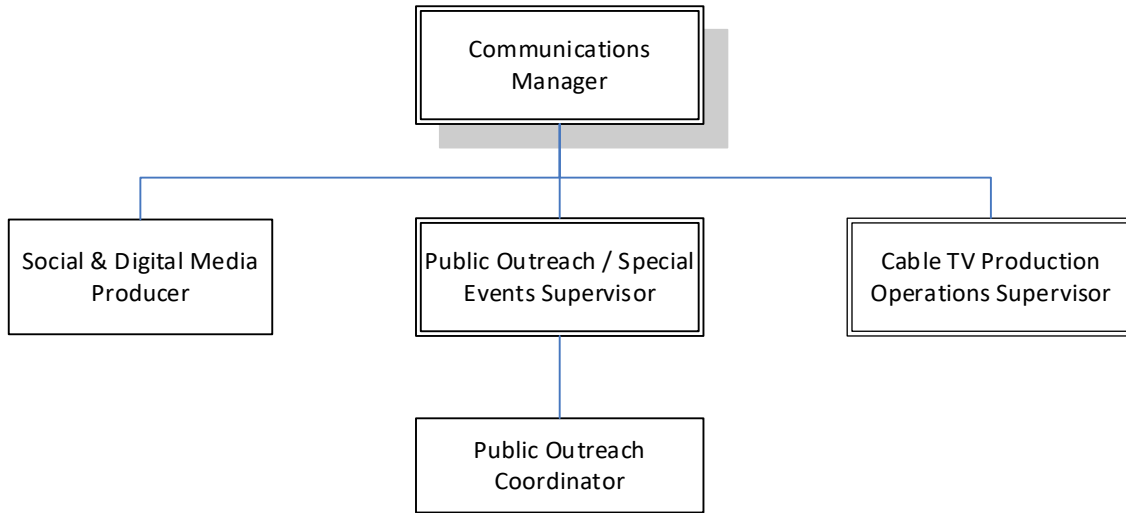 Communications
Manager
Social & Digital Media
Producer
Public Outreach / Special
Events Supervisor
Cable TV Production
Operations Supervisor
Public Outreach
Coordinator